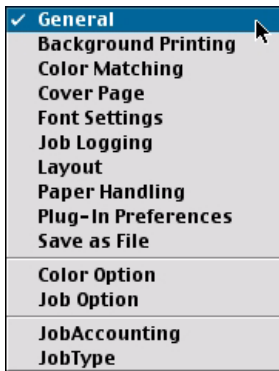 ✓ General
Background Printing
Color Matching
Cover Page
Font Settings
Job Logging
Layout
Paper Handling
Plug-In Preferences
Save as File
Color Option
Job Option
JobAccounting
JobType